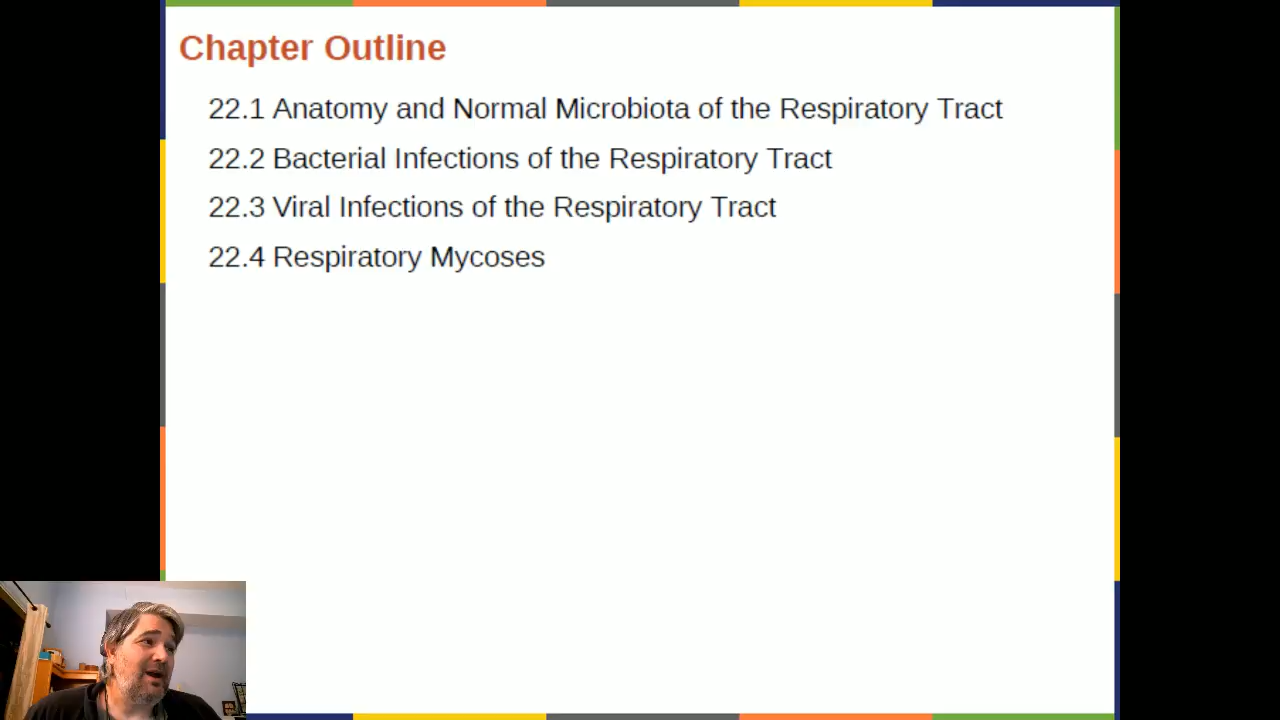 Chapter Outline
22.1 Anatomy and Normal Microbiota of the Respiratory Tract
22.2 Bacterial Infections of the Respiratory Tract
22.3 Viral Infections of the Respiratory Tract
22.4 Respiratory Mycoses